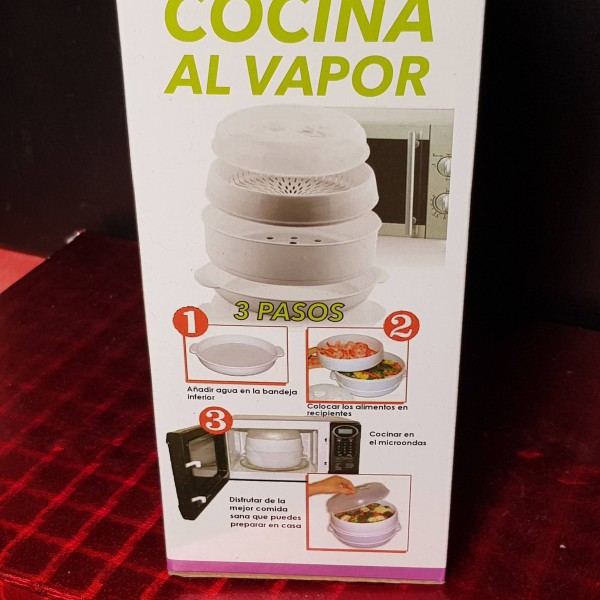 COCINA
AL VAPOR
3 PASOS
1
2
Añadir agua en la bandeja
inferior
Colocar los alimentos en
recipientes
3
Cocinar en
el microondas
Disfrutar de la
mejor comida
sana que puedes
preparar en casa